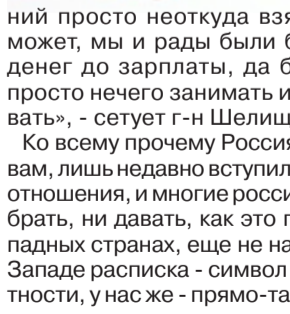 ний просто неоткуда взя
может, мы и рады были б
денег до зарплаты, да б
просто нечего занимать и
вать», - сетует г-н Шелищ
Ко всему прочему Россия
вам, лишь недавно вступил
отношения, и многие росси
брать, ни давать, как это п
падных странах, еще не на
Западе расписка - символ
тности, у нас же - прямо-та